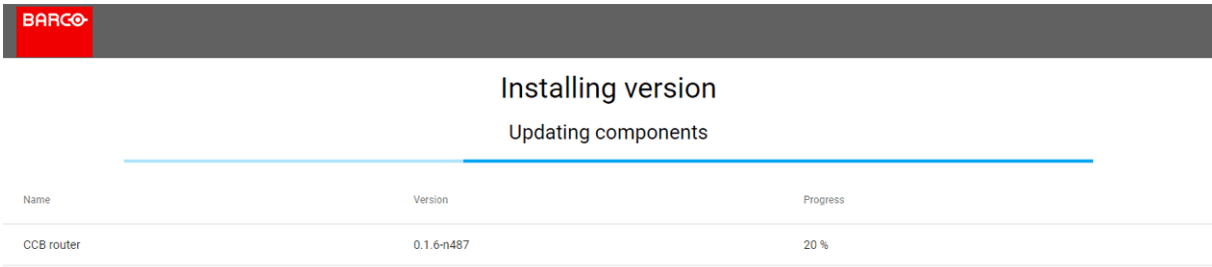 BARCO
Installing version
Updating components
Name Version Progress
CCB router 0.1.6-n487 20 %